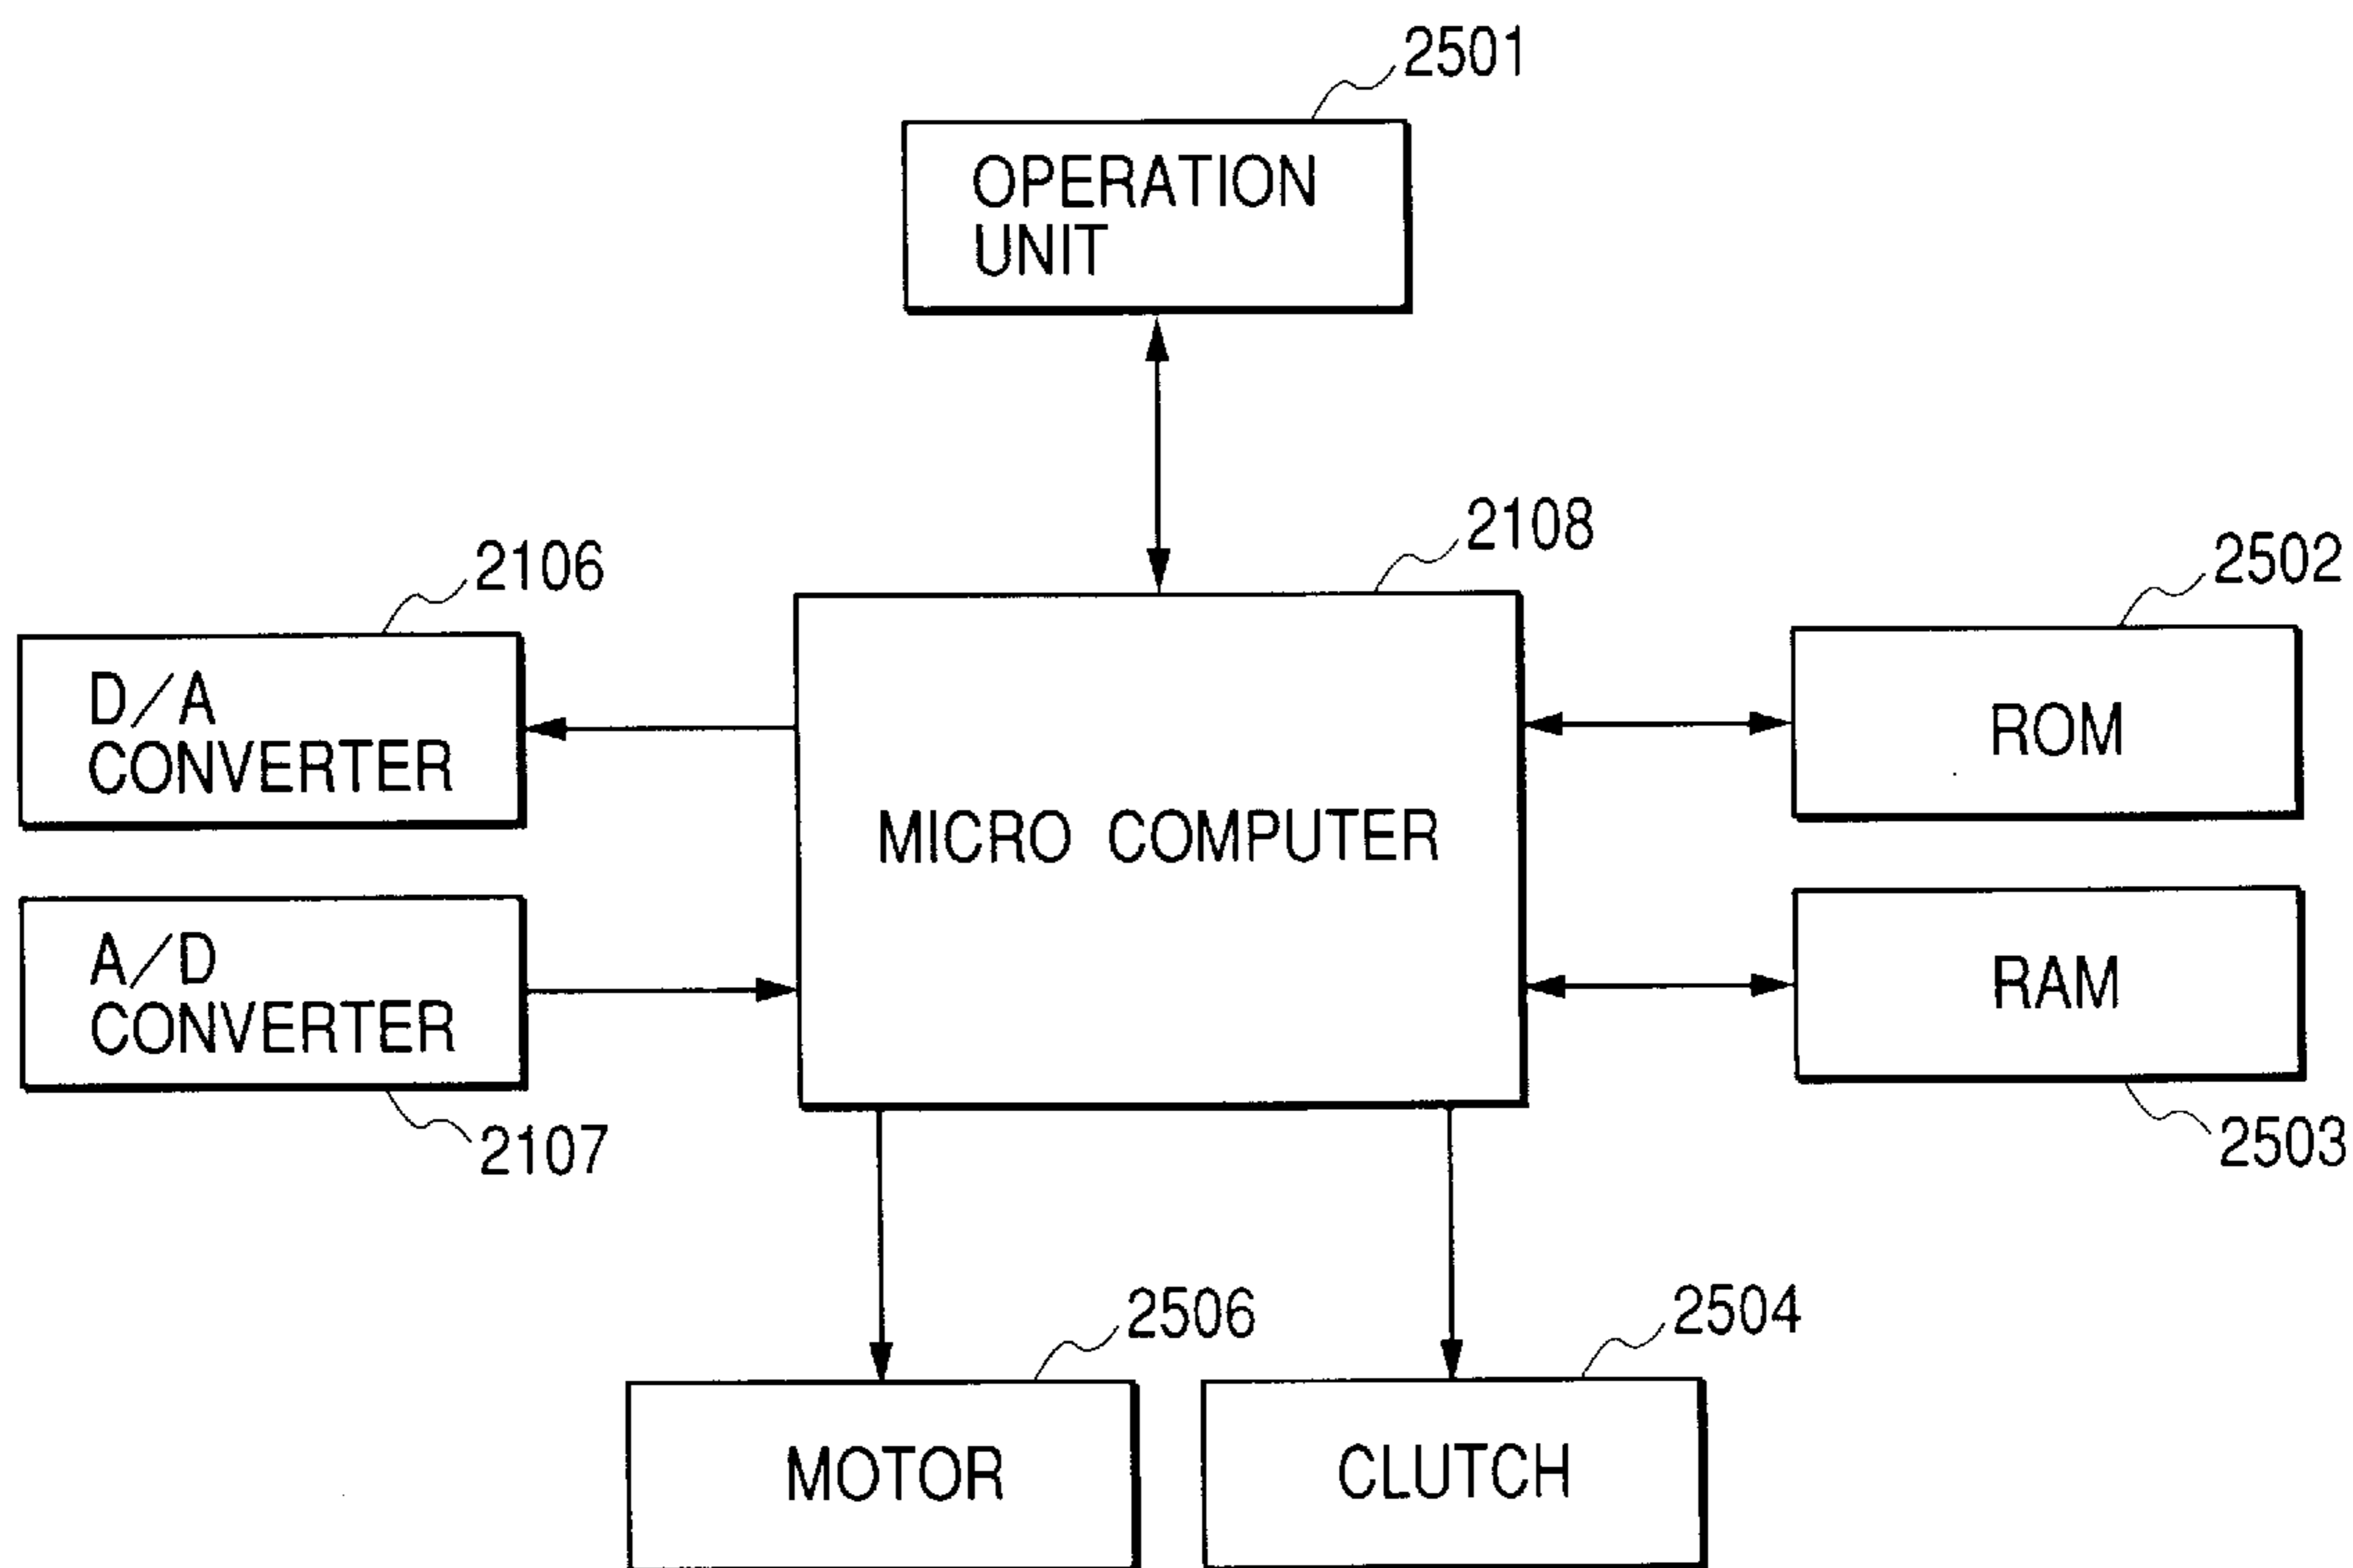 2501
OPERATION
UNIT
2108
2106
2502
D/A
CONVERTER
ROM
MICRO COMPUTER
A/D
CONVERTER
RAM
2107
2503
2506
2504
MOTOR
CLUTCH